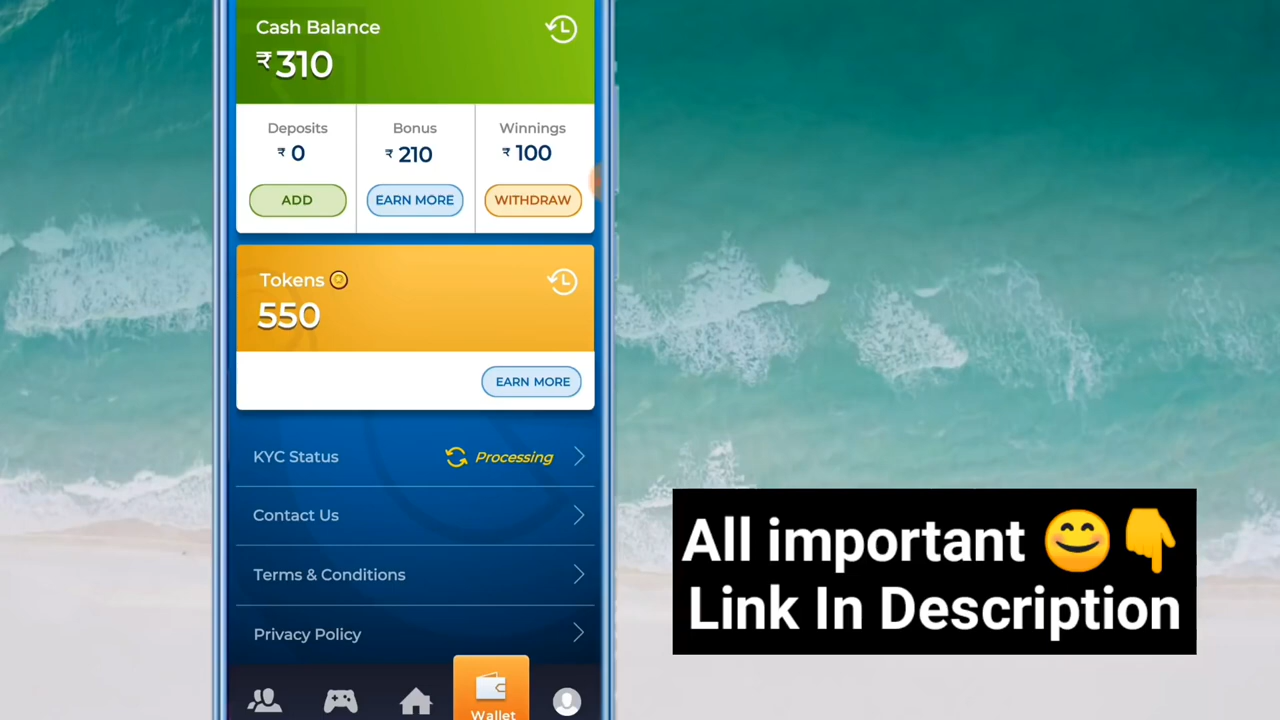 Cash Balance
₹310
Deposits Bonus Winnings
₹ 0 ₹ 210 ₹ 100
ADD EARN MORE WITHDRAW
Tokens
550
EARN MORE
KYC Status Processing
Contact Us
Terms & Conditions
Privacy Policy
Wallet
All important 😊👇
Link In Description